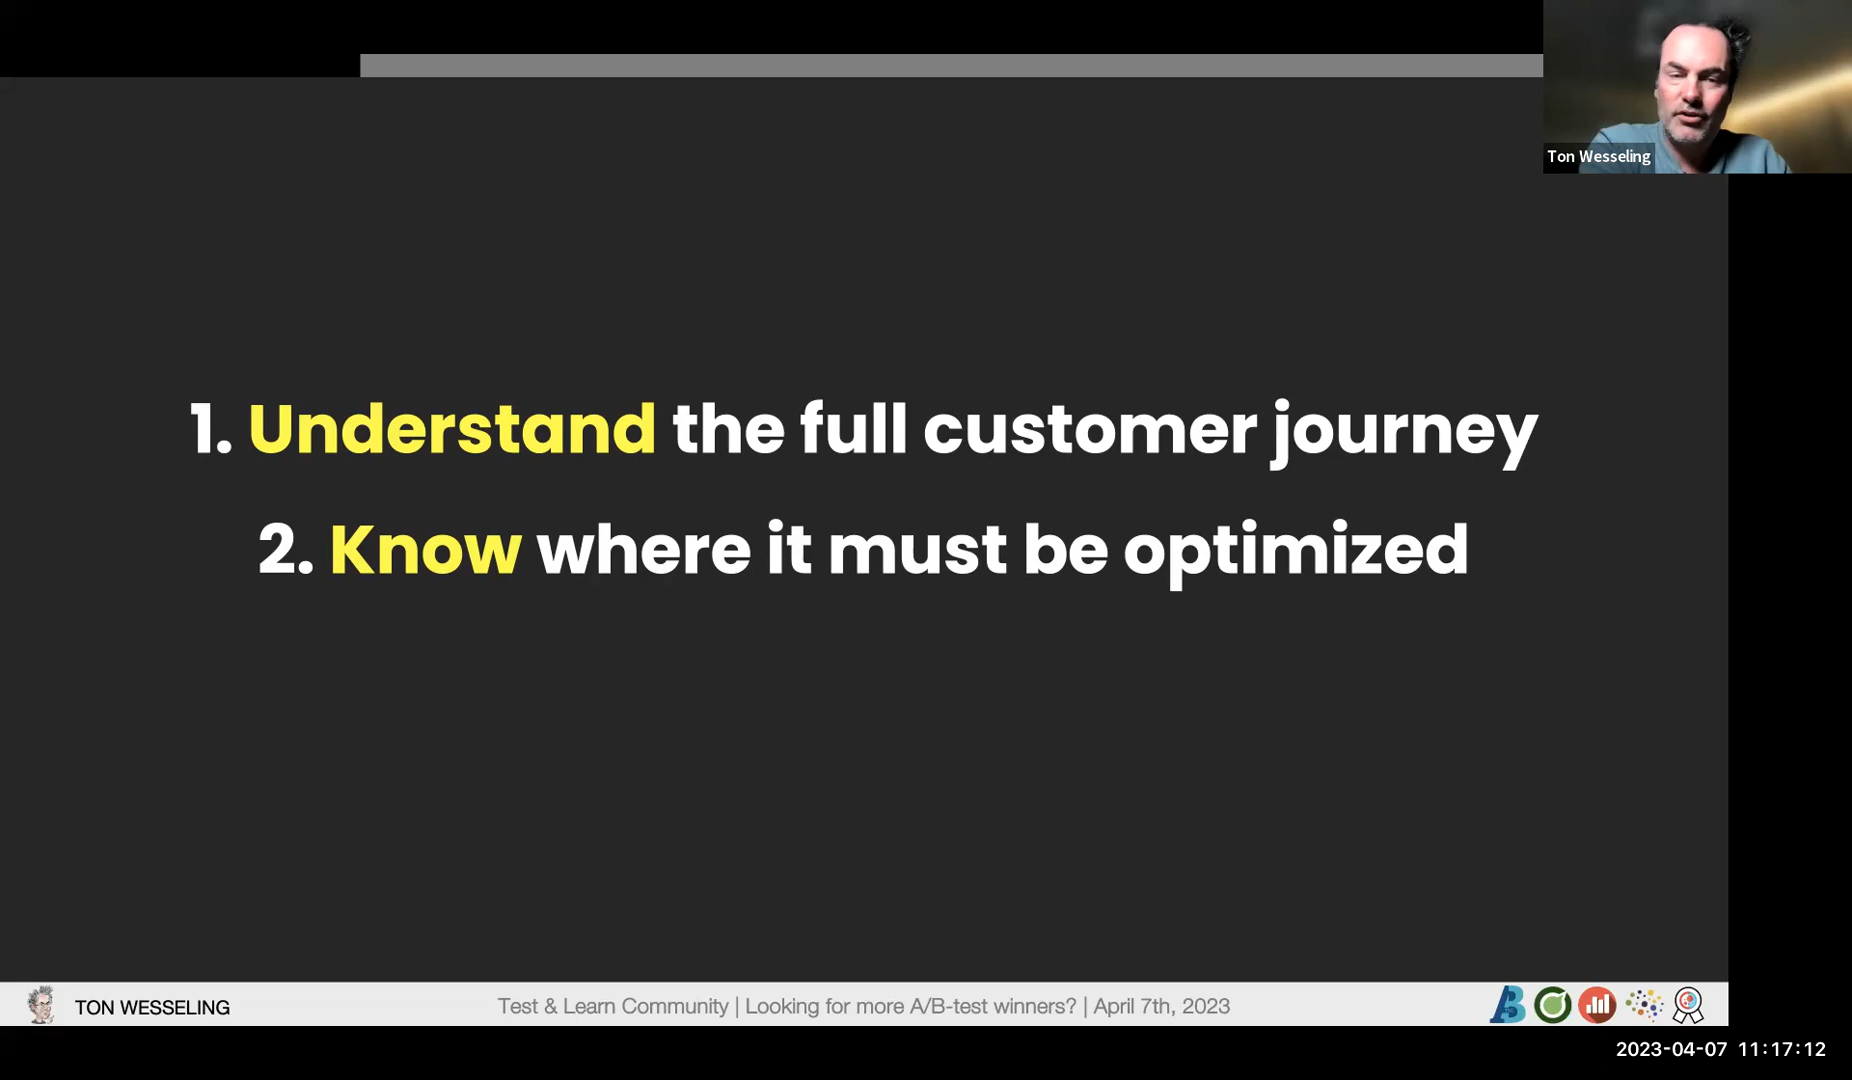 Ton Wesseling
1. Understand the full customer journey
2. Know where it must be optimized
TON WESSELING
Test & Learn Community | Looking for more A/B-test winners? | April 7th, 2023
2023-04-07 11:17:12